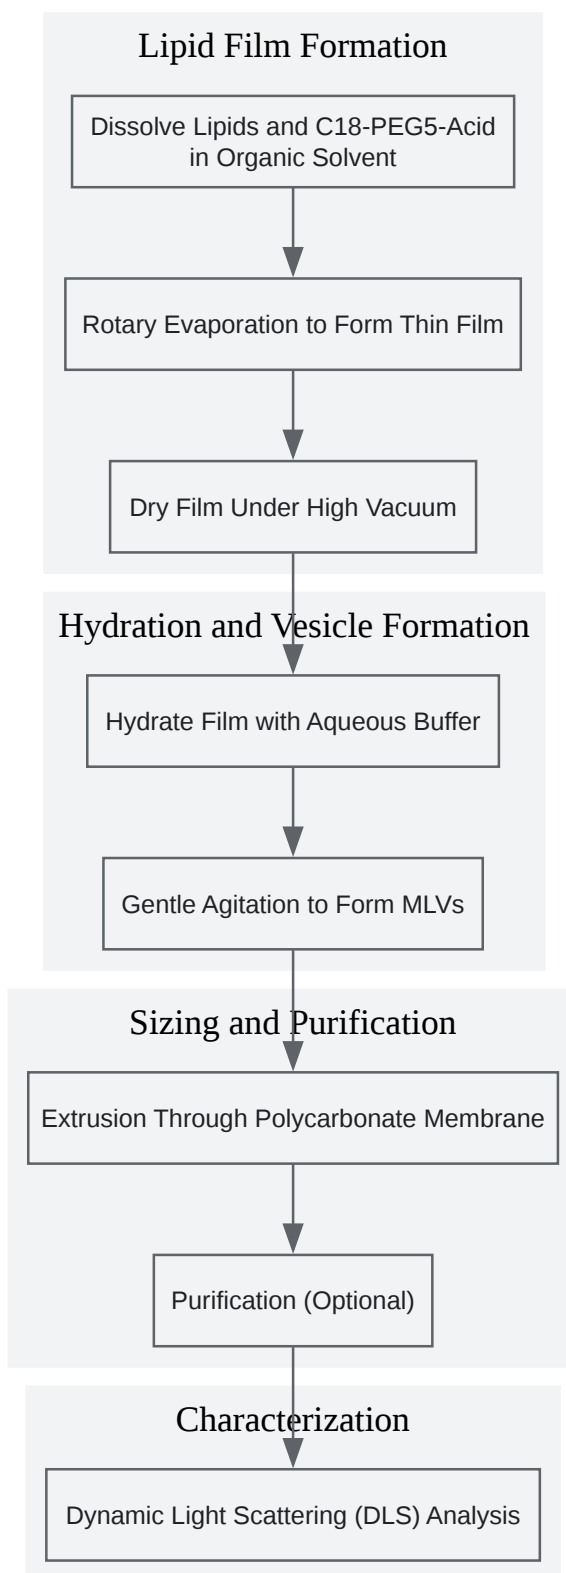 Lipid Film Formation
Dissolve Lipids and C18-PEG5-Acid
in Organic Solvent
Rotary Evaporation to Form Thin Film
Dry Film Under High Vacuum
Hydration and Vesicle Formation
Hydrate Film with Aqueous Buffer
Gentle Agitation to Form MLVs
Sizing and Purification
Extrusion Through Polycarbonate Membrane
Purification (Optional)
Characterization
Dynamic Light Scattering (DLS) Analysis